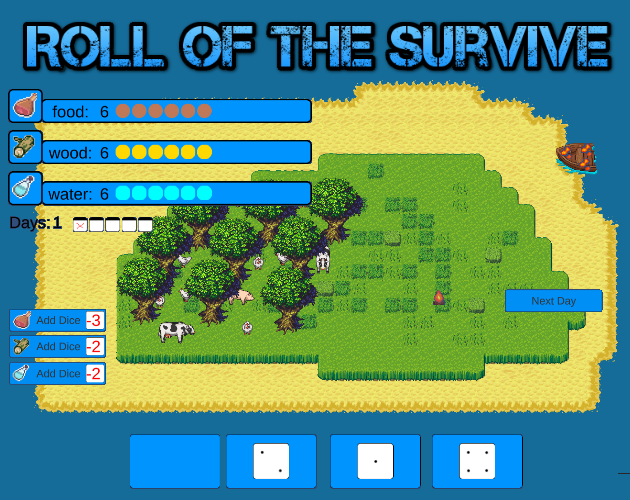 ROLL OF THE SURVIVE
food: 6
wood: 6
water: 6
Days:1
Next Day
Add Dice -3
Add Dice -2
Add Dice -2